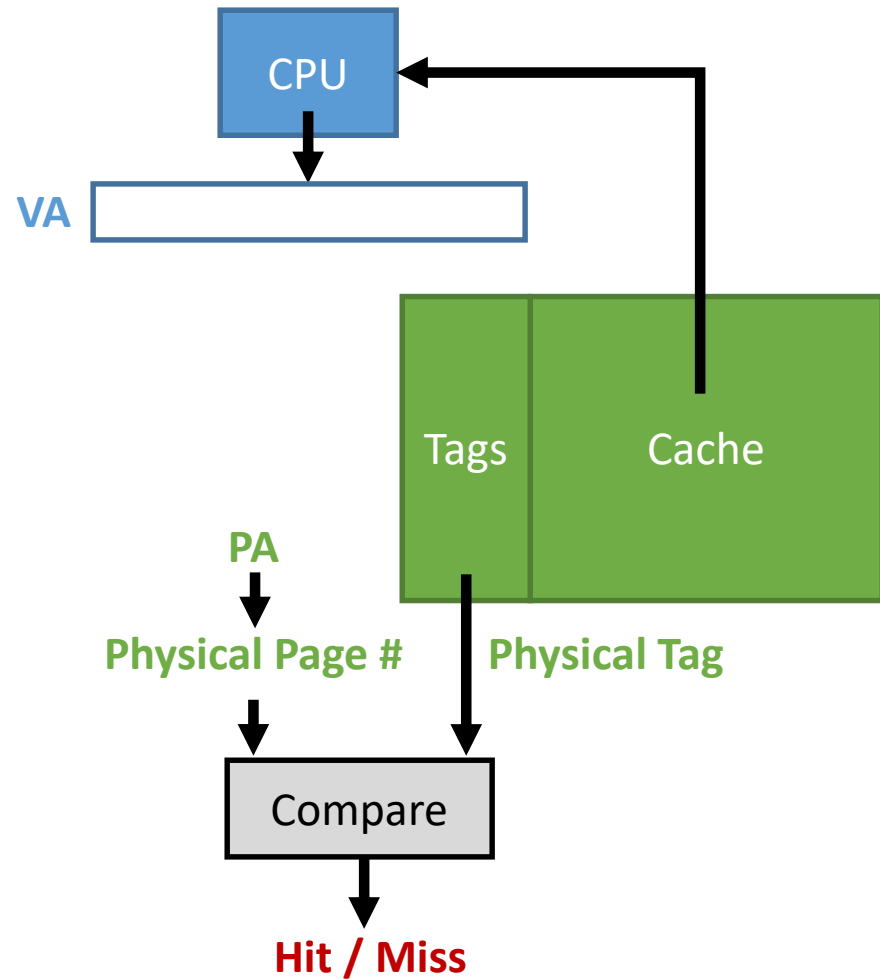 CPU
VA
Tags
Cache
PA
Physical Page #
Physical Tag
Compare
Hit / Miss